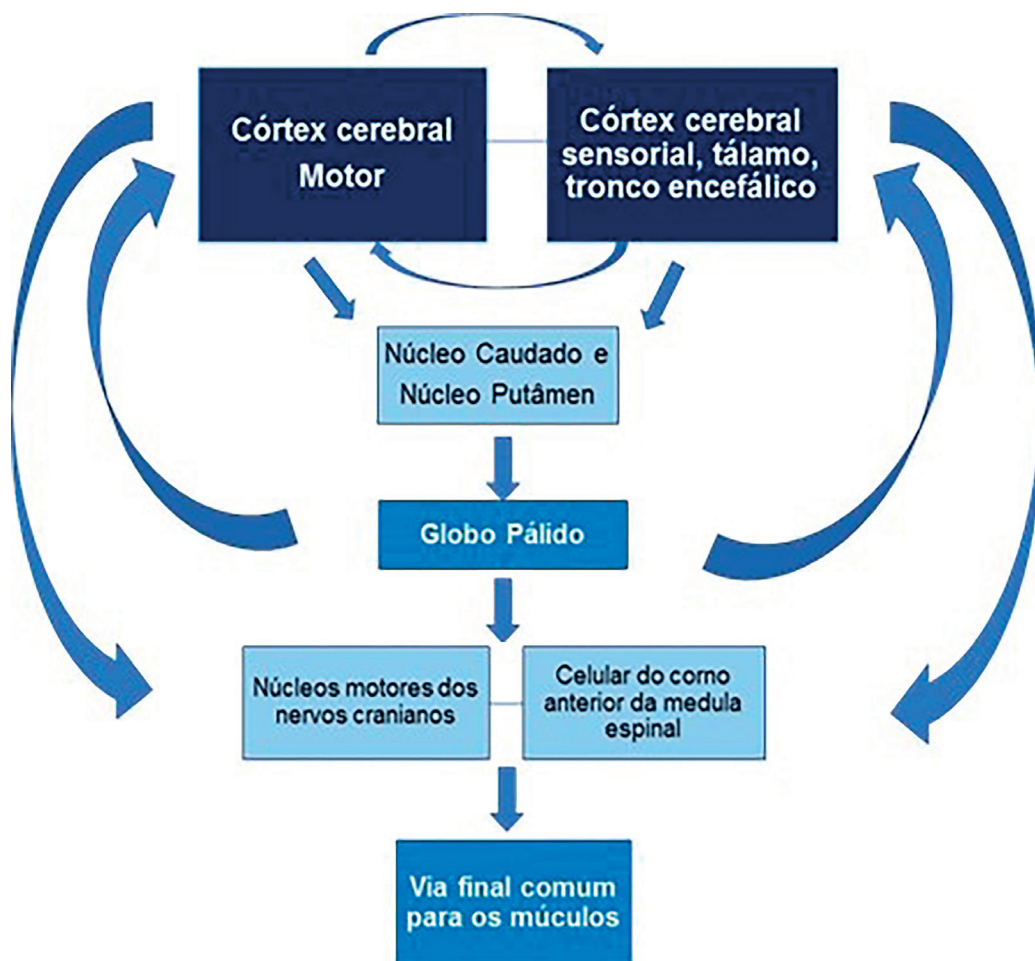 Córtex cerebral
Motor
Córtex cerebral
sensorial, tálamo,
tronco encefálico
Núcleo Caudado e
Núcleo Putâmen
Globo Pálido
Núcleos motores dos
nervos cranianos
Celular do corno
anterior da medula
espinal
Via final comum
para os múculos